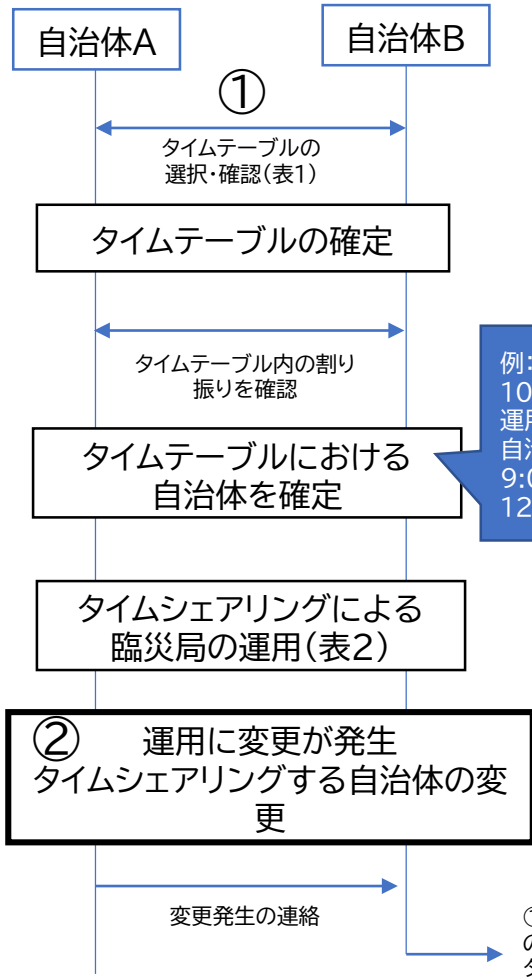 自治体A
自治体B
①
タイムテーブルの
選択・確認(表1)
タイムテーブルの確定
タイムテーブル内の割り
振りを確認
例:
10
運用
自治
9:0
12
タイムテーブルにおける
自治体を確定
タイムシェアリングによる
臨災局の運用(表2)
② 運用に変更が発生
タイムシェアリングする自治体の変
更
変更発生の連絡
①
の
タ